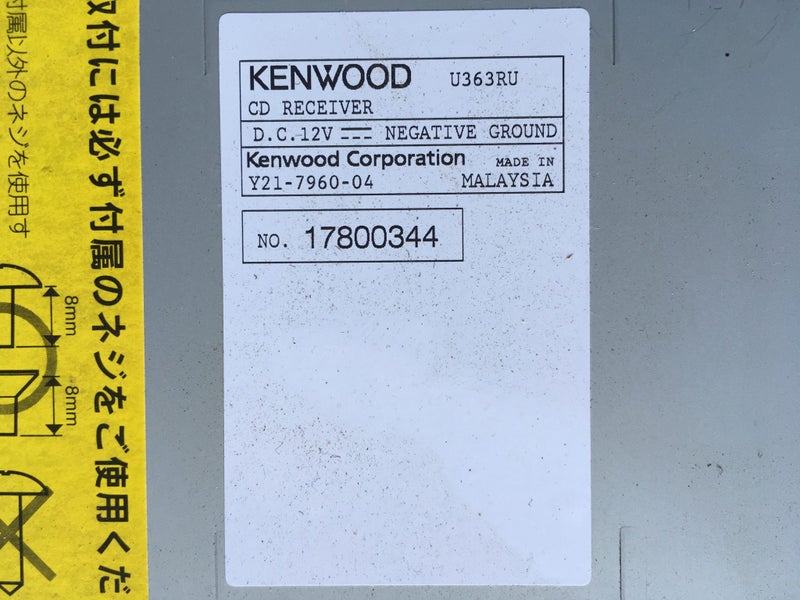 KENWOOD U363RU
CD RECEIVER
D.C.12V NEGATIVE GROUND
Kenwood Corporation MADE IN
Y21-7960-04 MALAYSIA
NO. 17800344
取付には必ず付属のネジをご使用くだ
付属以外のネジを使用す
8mm
8mm